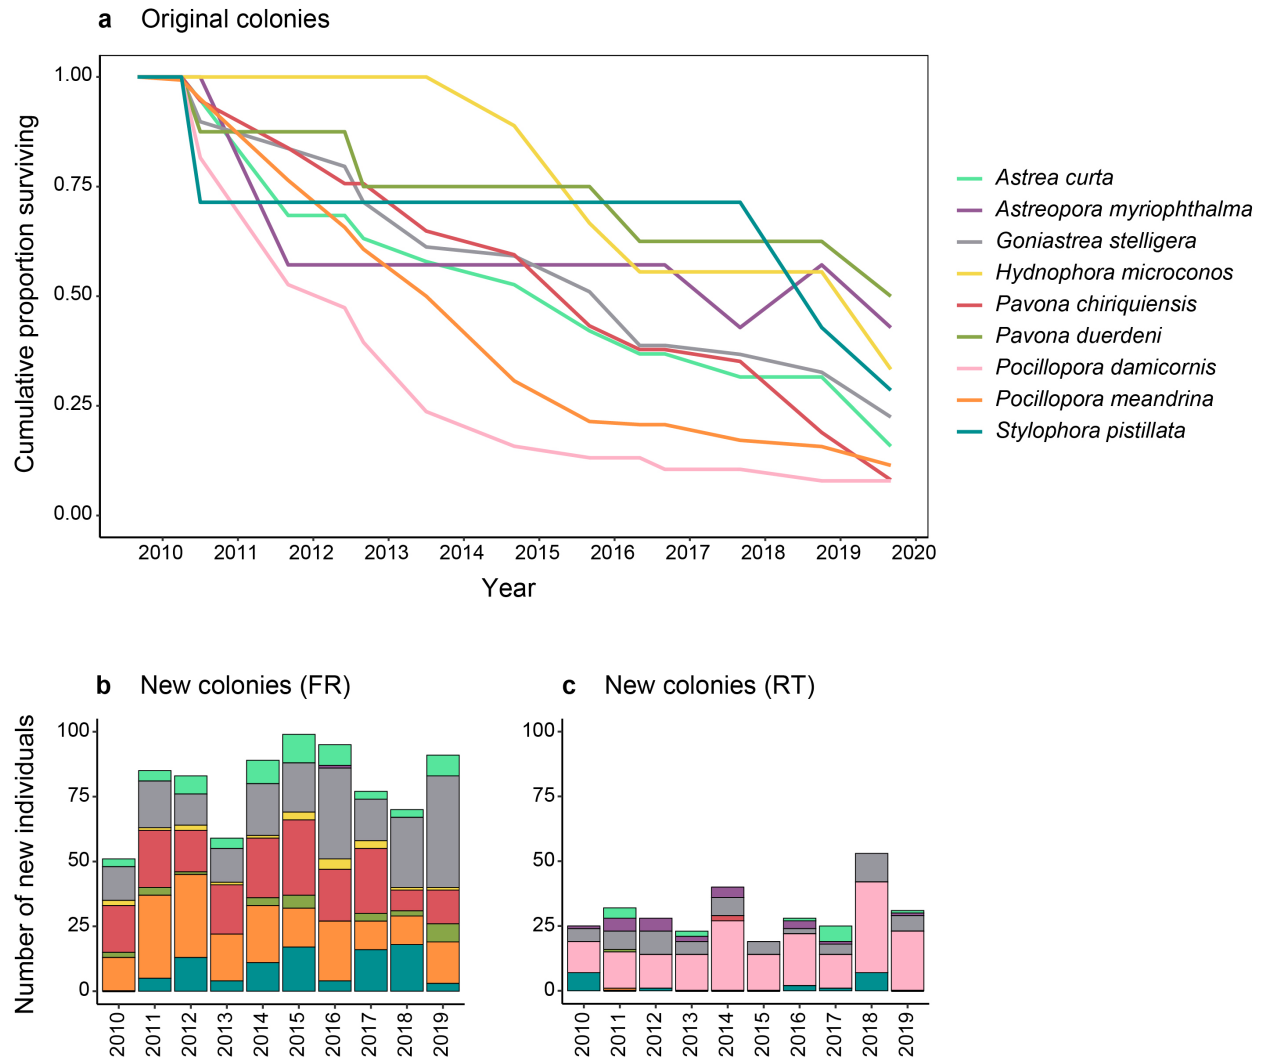 a Original colonies
Cumulative proportion surviving
1.00
0.75
0.50
0.25
0.00
2010 2011 2012 2013 2014 2015 2016 2017 2018 2019 2020
Year
Astrea curta
Astreopora myriophthalma
Goniastrea stelligera
Hydnophora microconos
Pavona chiriquiensis
Pavona duerdeni
Pocillopora damicornis
Pocillopora meandrina
Stylophora pistillata
b New colonies (FR)
Number of new individuals
100
75
50
25
0
2010 2011 2012 2013 2014 2015 2016 2017 2018 2019
c New colonies (RT)
100
75
50
25
0
2010 2011 2012 2013 2014 2015 2016 2017 2018 2019